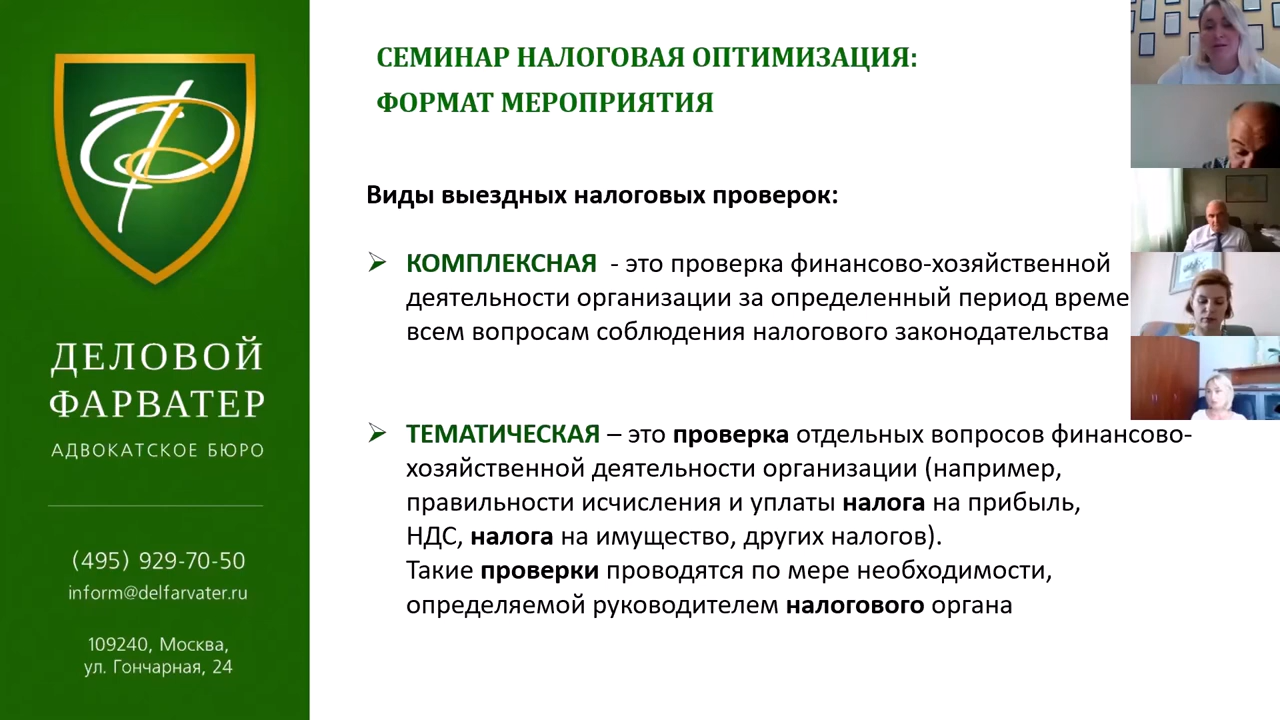 ДЕЛОВОЙ
ФАРВАТЕР
АДВОКАТСКОЕ БЮРО
(495) 929-70-50
inform@delfarvater.ru
109240, Москва,
ул. Гончарная, 24
СЕМИНАР НАЛОГОВАЯ ОПТИМИЗАЦИЯ:
ФОРМАТ МЕРОПРИЯТИЯ
Виды выездных налоговых проверок:
КОМПЛЕКСНАЯ - это проверка финансово-хозяйственной
деятельности организации за определенный период време
всем вопросам соблюдения налогового законодательства
ТЕМАТИЧЕСКАЯ – это проверка отдельных вопросов финансово-
хозяйственной деятельности организации (например,
правильности исчисления и уплаты налога на прибыль,
НДС, налога на имущество, других налогов).
Такие проверки проводятся по мере необходимости,
определяемой руководителем налогового органа